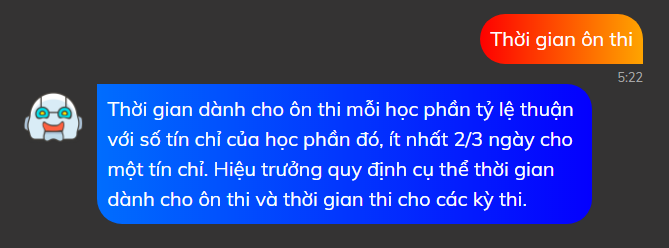 Thời gian ôn thi
5:22
Thời gian dành cho ôn thi mỗi học phần tỷ lệ thuận
với số tín chỉ của học phần đó, ít nhất 2/3 ngày cho
một tín chỉ. Hiệu trưởng quy định cụ thể thời gian
dành cho ôn thi và thời gian thi cho các kỳ thi.